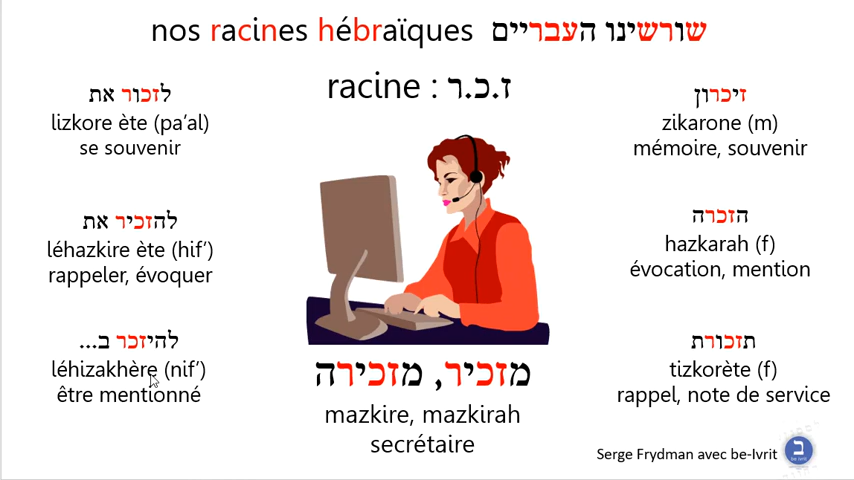 nos racines hébraïques שורשינו העבריים
racine : ז.כ.ר
לזכור את
lizkore ète (pa’al)
se souvenir
להזכיר את
léhazkire ète (hif’)
rappeler, évoquer
להיזכר ב...
léhizakhère (nif’)
être mentionné
מזכיר, מזכירה
mazkire, mazkirah
secrétaire
זיכרון
zikarone (m)
mémoire, souvenir
הזכרה
hazkarah (f)
évocation, mention
תזכורת
tizkorète (f)
rappel, note de service
Serge Frydman avec be-Ivrit
ב
be ivrit